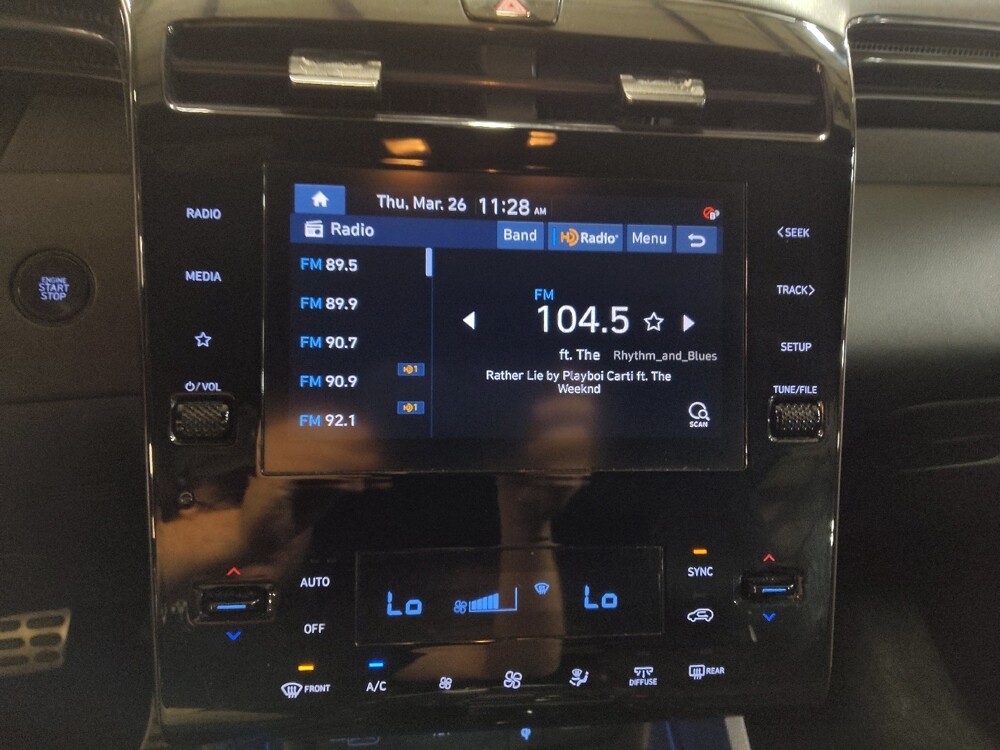 Thu, Mar. 26 11:28 AM
RADIO
Radio Band HD Radio Menu
<SEEK
FM 89.5
MEDIA
ENGINE
START
STOP
FM 89.9
TRACK>
FM
104.5
FM 90.7
SETUP
ft. The Rhythm_and_Blues
FM 90.9 HD1
Rather Lie by Playboi Carti ft. The
Weeknd
⏻/VOL
TUNE/FILE
FM 92.1 HD1
SCAN
AUTO
SYNC
Lo Lo
OFF
FRONT
A/C
DIFFUSE
REAR